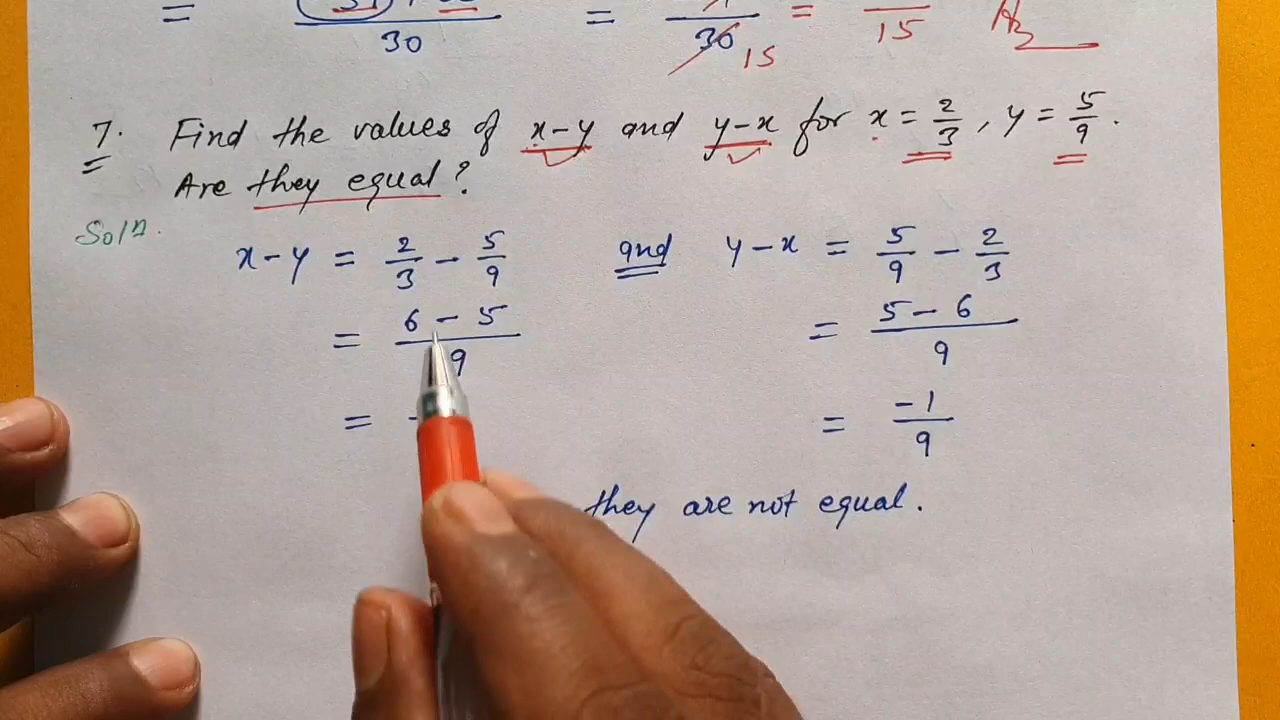 = 30 = 30 15 = 15
7. Find the values of x-y and y-x for x = 2/3, y = 5/9.
Are they equal?
Soln. x-y = 2/3 - 5/9 and y-x = 5/9 - 2/3
= 6-5/9 = 5-6/9
= = -1/9
they are not equal.